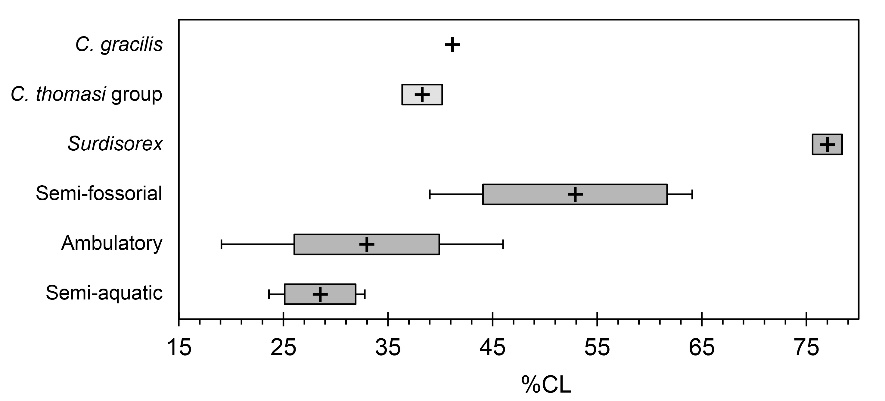 C. gracilis
C. thomasi group
Surdisorex
Semi-fossorial
Ambulatory
Semi-aquatic
15 25 35 45 55 65 75
%CL